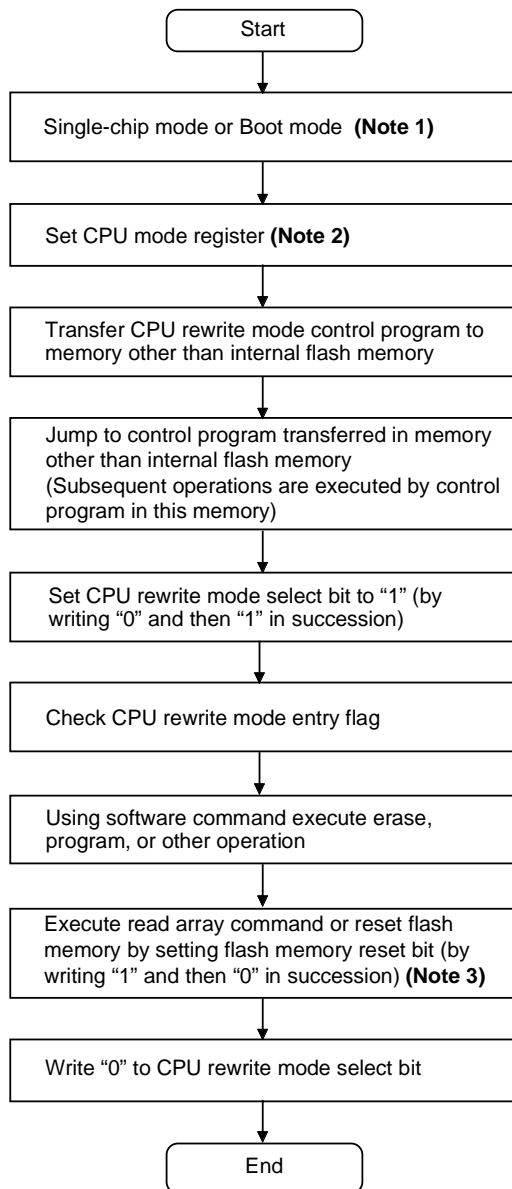 Start
Single-chip mode or Boot mode (Note 1)
Set CPU mode register (Note 2)
Transfer CPU rewrite mode control program to
memory other than internal flash memory
Jump to control program transferred in memory
other than internal flash memory
(Subsequent operations are executed by control
program in this memory)
Set CPU rewrite mode select bit to “1” (by
writing “0” and then “1” in succession)
Check CPU rewrite mode entry flag
Using software command execute erase,
program, or other operation
Execute read array command or reset flash
memory by setting flash memory reset bit (by
writing “1” and then “0” in succession) (Note 3)
Write “0” to CPU rewrite mode select bit
End